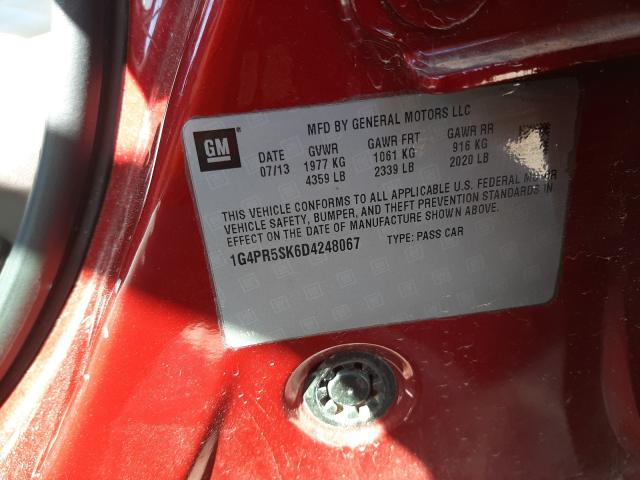 GM
MFD BY GENERAL MOTORS LLC
DATE GVWR GAWR FRT GAWR RR
07/13 1977 KG 1061 KG 916 KG
4359 LB 2339 LB 2020 LB
THIS VEHICLE CONFORMS TO ALL APPLICABLE U.S. FEDERAL MOTOR
VEHICLE SAFETY, BUMPER, AND THEFT PREVENTION STANDARDS IN
EFFECT ON THE DATE OF MANUFACTURE SHOWN ABOVE.
1G4PR5SK6D4248067 TYPE: PASS CAR